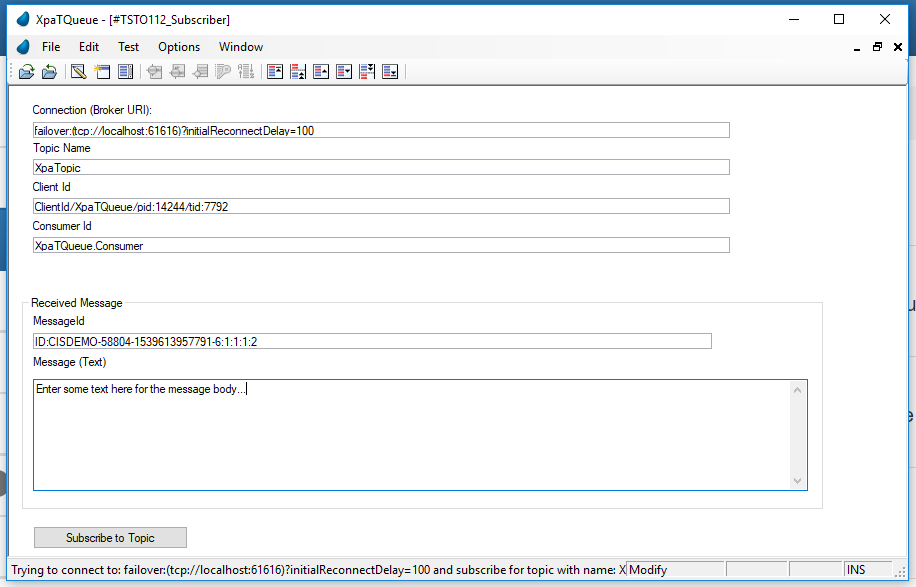 XpaTQueue - [#TSTO112_Subscriber]
File Edit Test Options Window
Connection (Broker URI):
failover:(tcp://localhost:61616)?initialReconnectDelay=100
Topic Name
XpaTopic
Client Id
ClientId/XpaTQueue/pid:14244/tid:7792
Consumer Id
XpaTQueue.Consumer
Received Message
MessageId
ID:CISDEMO-58804-1539613957791-6:1:1:1:2
Message (Text)
Enter some text here for the message body...
Subscribe to Topic
Trying to connect to: failover:(tcp://localhost:61616)?initialReconnectDelay=100 and subscribe for topic with name: X Modify INS